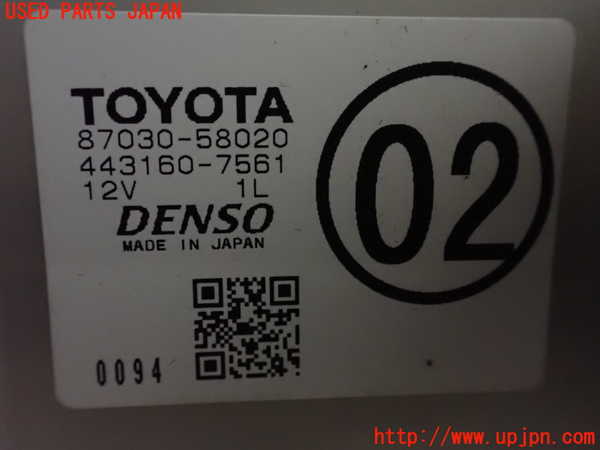 USED PARTS JAPAN
TOYOTA
87030-58020
443160-7561
12V 1L
DENSO
MADE IN JAPAN
02
0094
http://www.upjpn.com/